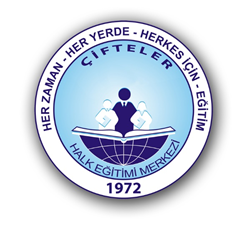 HER ZAMAN - HER YERDE - HERKES İÇİN - EĞİTİM
ÇİFTELER
HALK EĞİTİMİ MERKEZİ
1972